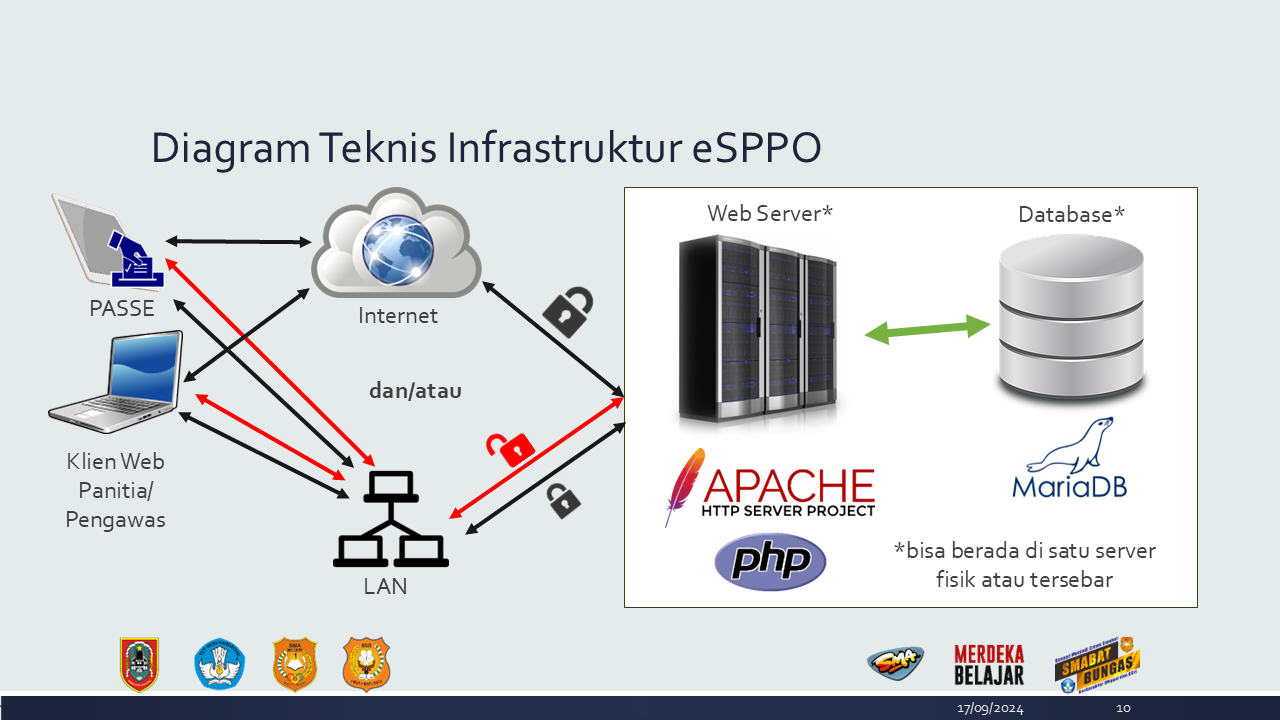 Diagram Teknis Infrastruktur eSPPO
PASSE
Internet
dan/atau
Klien Web
Panitia/
Pengawas
LAN
Web Server*
Database*
APACHE
HTTP SERVER PROJECT
php
MariaDB
*bisa berada di satu server
fisik atau tersebar
SMA
MERDEKA
BELAJAR
SMABAT
BUNGAS
17/09/2024
10